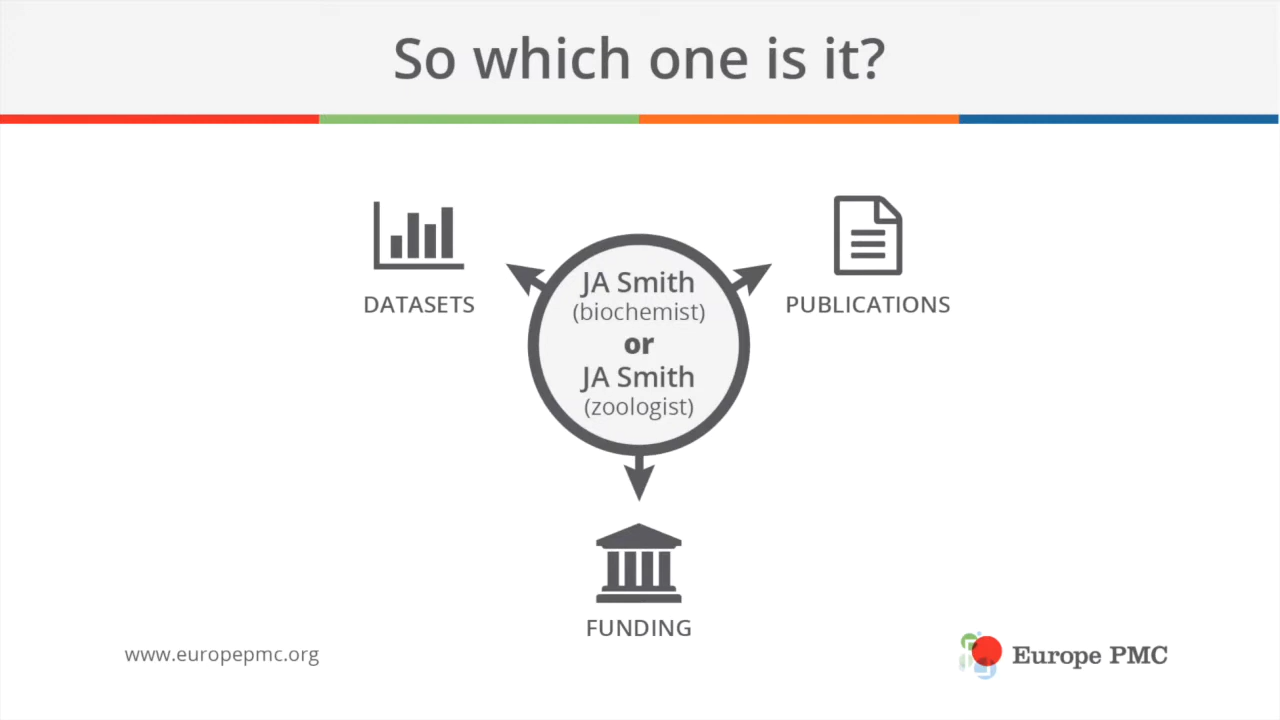 So which one is it?
DATASETS
JA Smith
(biochemist)
or
JA Smith
(zoologist)
PUBLICATIONS
FUNDING
www.europepmc.org
Europe PMC